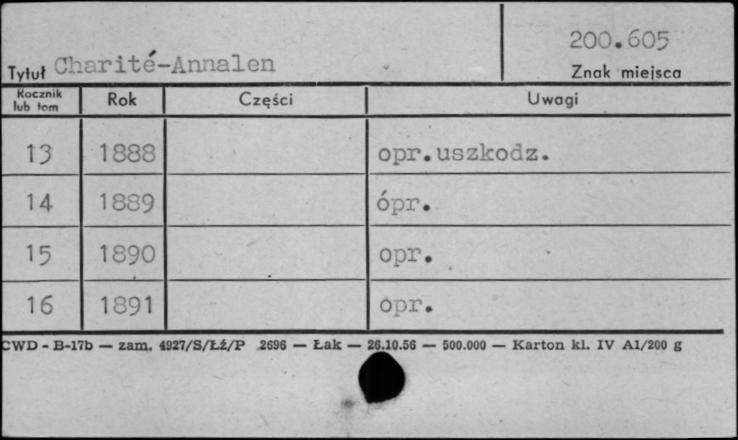 200.605
Tytuł Charité-Annalen Znak miejsca
Rocznik lub tom Rok Części Uwagi
13 1888 opr.uszkodz.
14 1889 ópr.
15 1890 opr.
16 1891 opr.
CWD - B-17b — zam. 4927/S/ŁŹ/P 2696 — Łak — 26.10.56 — 500.000 — Karton kl. IV A1/200 g